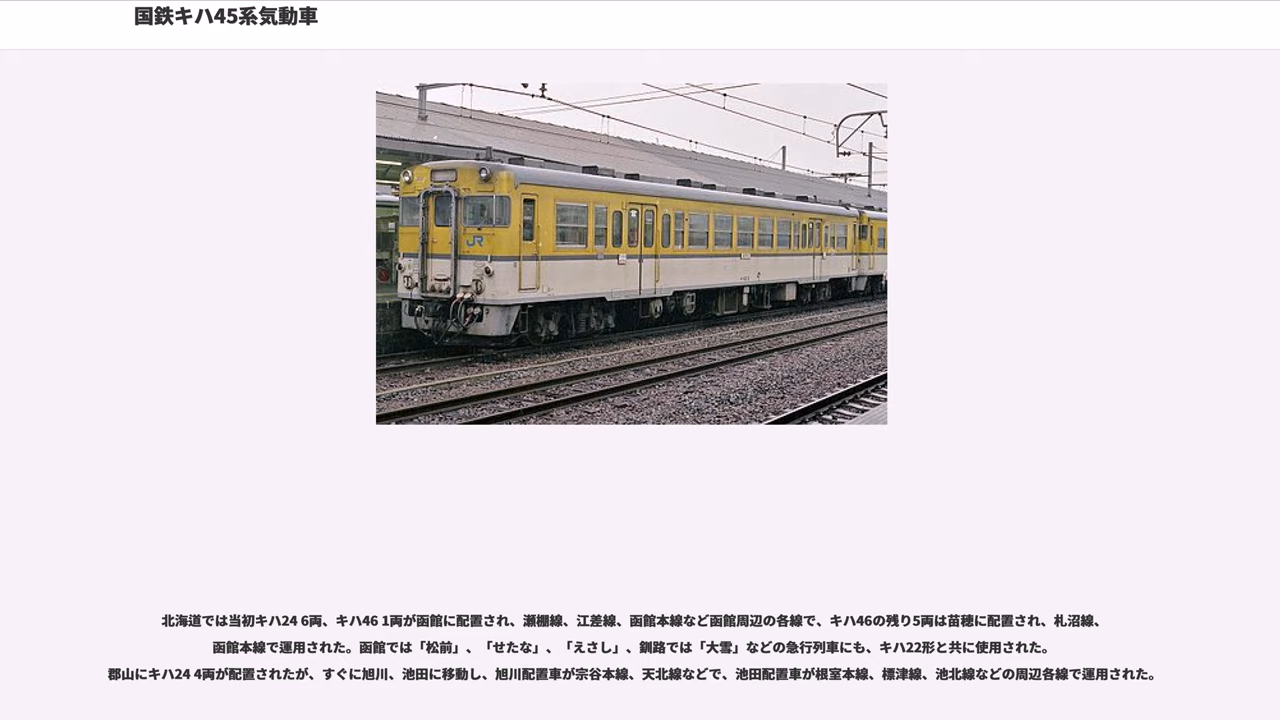 国鉄キハ45系気動車
JR
北海道では当初キハ24 6両、キハ46 1両が函館に配置され、瀬棚線、江差線、函館本線など函館周辺の各線で、キハ46の残り5両は苗穂に配置され、札沼線、
函館本線で運用された。函館では「松前」、「せたな」、「えさし」、釧路では「大雪」などの急行列車にも、キハ22形と共に使用された。
郡山にキハ24 4両が配置されたが、すぐに旭川、池田に移動し、旭川配置車が宗谷本線、天北線などで、池田配置車が根室本線、標津線、池北線などの周辺各線で運用された。